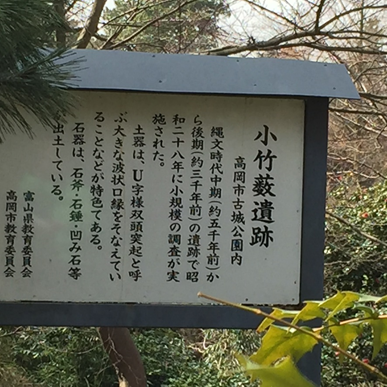 小竹藪遺跡
高岡市古城公園内
縄文時代中期(約五千年前)か
ら後期(約三千年前)の遺跡で昭
和二十八年に小規模の調査が実
施された。
土器は、U字様双頭突起と呼
ぶ大きな波状口縁をそなえてい
ることなどが特色である。
石器は、石斧・石錘・凹み石等
が出土している。
富山県教育委員会
高岡市教育委員会